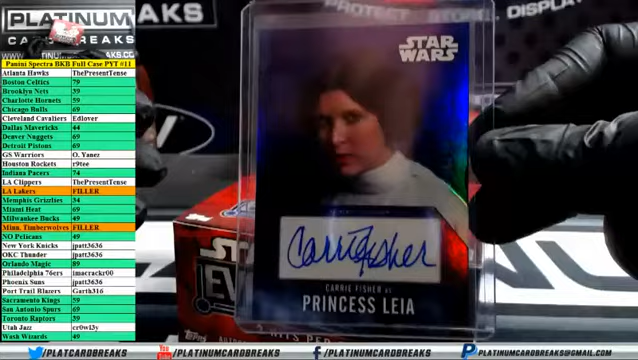 PLATINUM
CARD BREAKS
Panini Spectra BKB Full Case PYT #11
Atlanta Hawks ThePresentTense
Boston Celtics 79
Brooklyn Nets 39
Charlotte Hornets 59
Chicago Bulls 69
Cleveland Cavaliers Edlover
Dallas Mavericks 44
Denver Nuggets 69
Detroit Pistons 69
GS Warriors O. Yanez
Houston Rockets r9tee
Indiana Pacers 74
LA Clippers ThePresentTense
LA Lakers FILLER
Memphis Grizzlies 34
Miami Heat 69
Milwaukee Bucks 49
Minn. Timberwolves FILLER
NO Pelicans 49
New York Knicks jpatt3636
OKC Thunder jpatt3636
Orlando Magic 89
Philadelphia 76ers imacrackr00
Phoenix Suns jpatt3636
Port Trail Blazers Garth316
Sacramento Kings 59
San Antonio Spurs 69
Toronto Raptors 39
Utah Jazz cr0w13y
Wash Wizards 49
PROTECT
DISPLAY
STAR
WARS
Carrie Fisher
CARRIE FISHER AS
PRINCESS LEIA
topps
/PLATCARDBREAKS
@PLATINUMCARDBREAKS
/PLATINUMCARDBREAKS
PLATINUMCARDBREAKS@GMAIL.COM